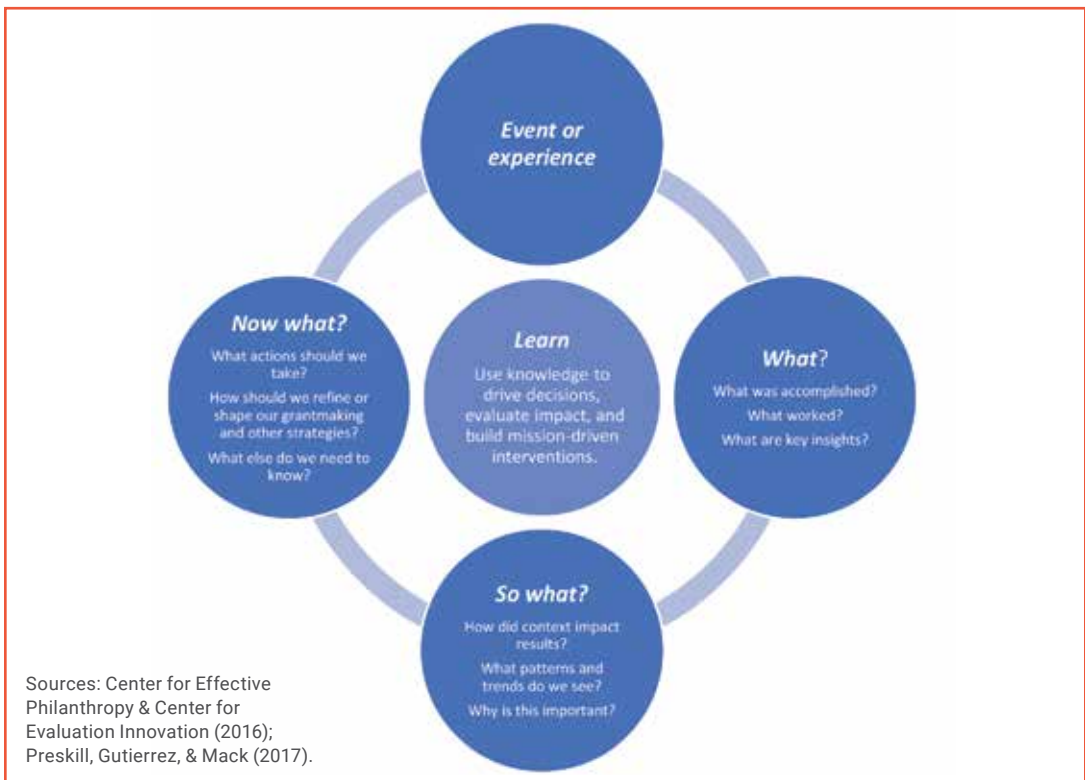 Event or
experience
Now what?
What actions should we
take?
How should we refine or
shape our grantmaking
and other strategies?
What else do we need to
know?
Learn
Use knowledge to
drive decisions,
evaluate impact, and
build mission-driven
interventions.
What?
What was accomplished?
What worked?
What are key insights?
So what?
How did context impact
results?
What patterns and
trends do we see?
Why is this important?
Sources: Center for Effective
Philanthropy & Center for
Evaluation Innovation (2016);
Preskill, Gutierrez, & Mack (2017).